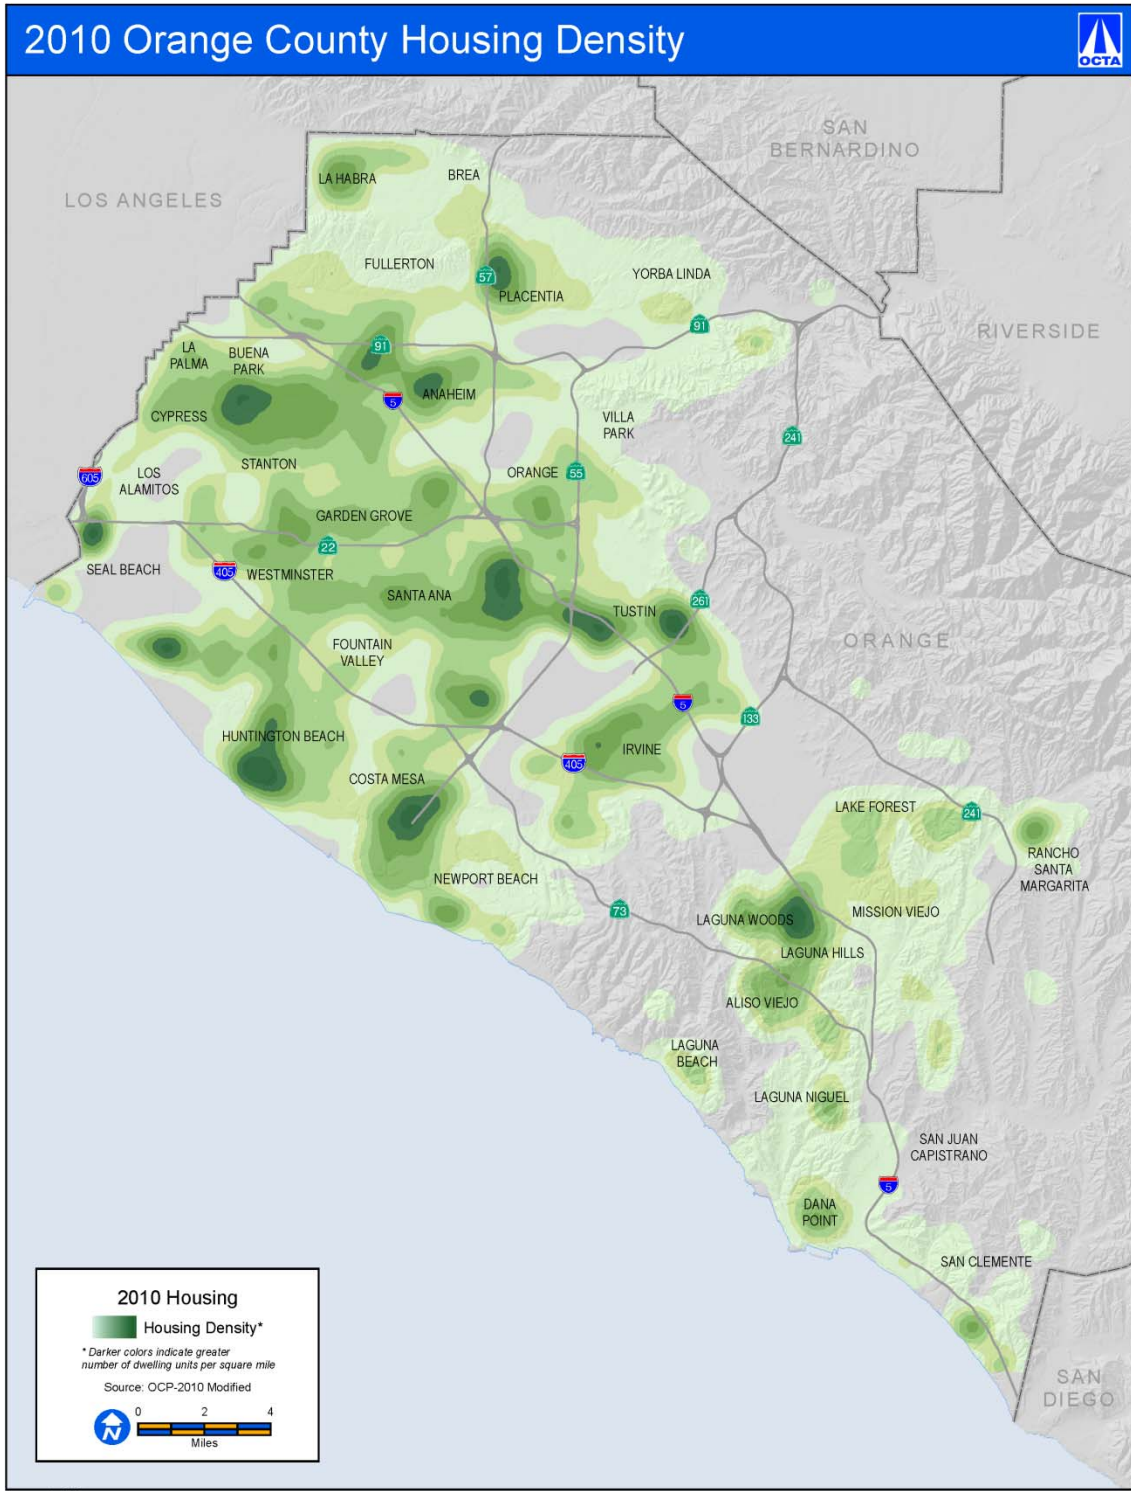 2010 Orange County Housing Density
OCTA
SAN
BERNARDINO
LOS ANGELES
LA HABRA
BREA
FULLERTON
57
PLACENTIA
YORBA LINDA
91
RIVERSIDE
LA
PALMA
BUENA
PARK
91
ANAHEIM
5
CYPRESS
VILLA
PARK
241
STANTON
605
LOS
ALAMITOS
ORANGE
55
GARDEN GROVE
22
SEAL BEACH
405
WESTMINSTER
SANTA ANA
TUSTIN
261
ORANGE
FOUNTAIN
VALLEY
5
133
HUNTINGTON BEACH
IRVINE
405
COSTA MESA
LAKE FOREST
241
RANCHO
SANTA
MARGARITA
NEWPORT BEACH
73
LAGUNA WOODS
MISSION VIEJO
LAGUNA HILLS
ALISO VIEJO
LAGUNA
BEACH
LAGUNA NIGUEL
SAN JUAN
CAPISTRANO
5
DANA
POINT
SAN CLEMENTE
SAN
DIEGO
2010 Housing
Housing Density*
* Darker colors indicate greater
number of dwelling units per square mile
Source: OCP-2010 Modified
N
0 2 4
Miles